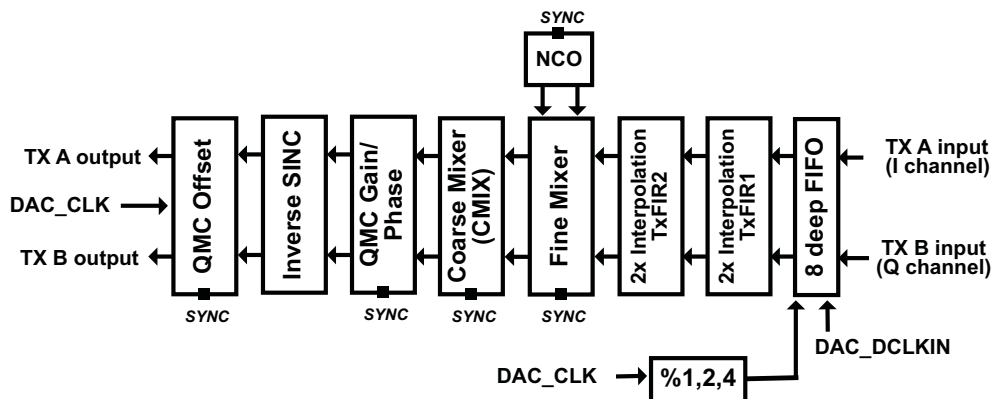 SYNC
NCO
TX A output
DAC_CLK
TX B output
QMC Offset
Inverse SINC
QMC Gain/
Phase
Coarse Mixer
(CMIX)
Fine Mixer
2x Interpolation
TxFIR2
2x Interpolation
TxFIR1
8 deep FIFO
TX A input
(I channel)
TX B input
(Q channel)
SYNC
SYNC
SYNC
SYNC
DAC_DCLKIN
DAC_CLK
%1,2,4